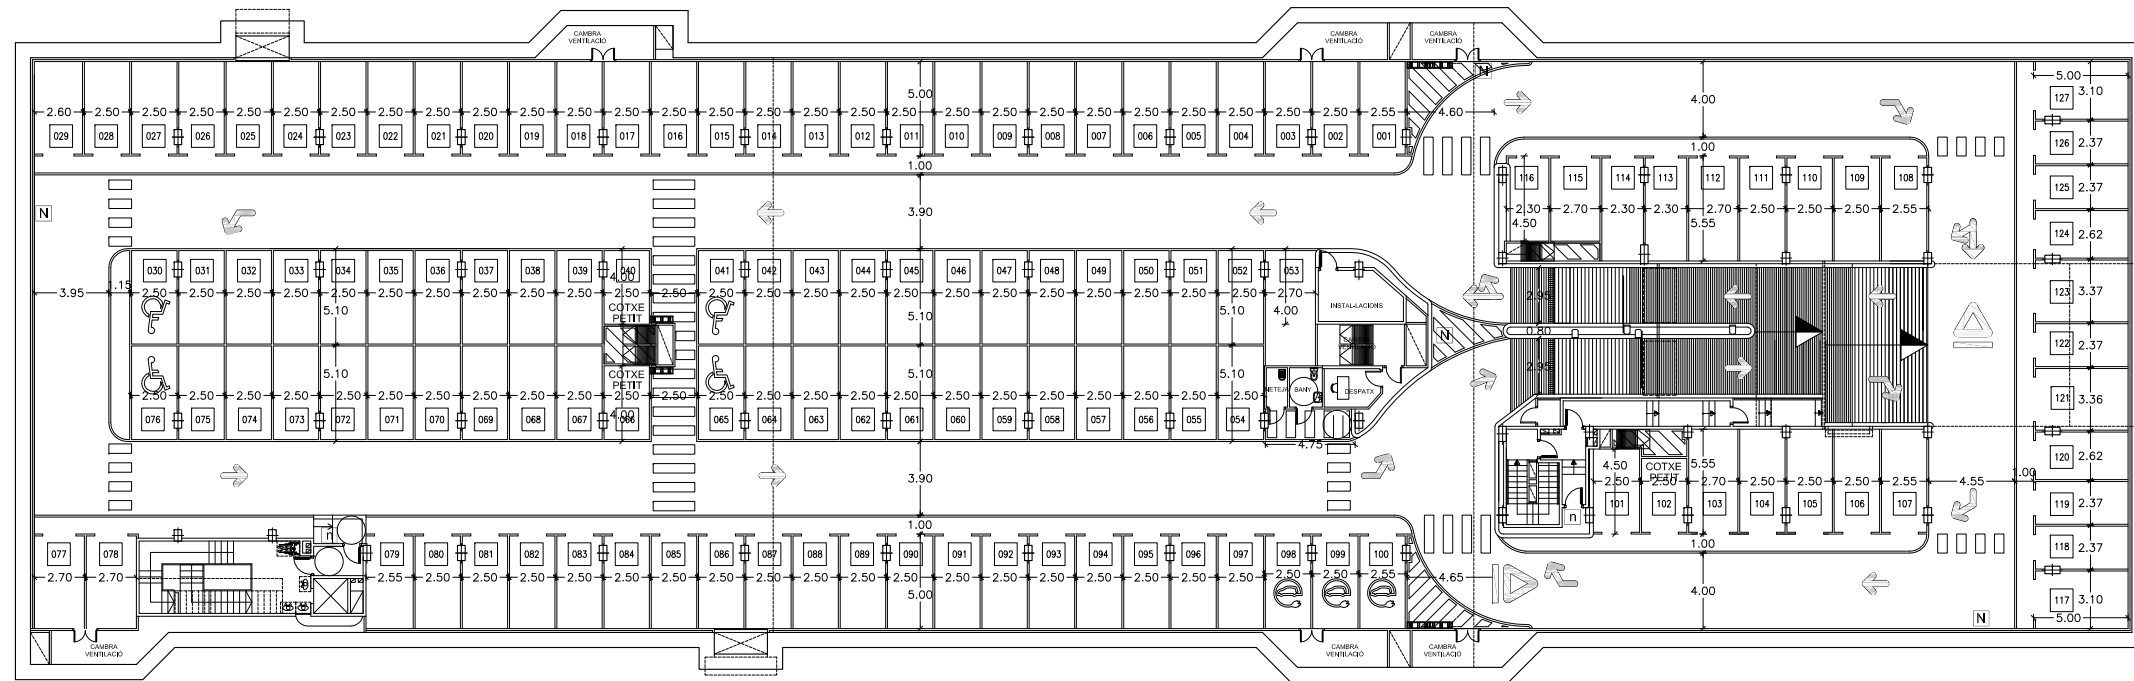 CAMBRA
VENTILACIÓ
CAMBRA
VENTILACIÓ
CAMBRA
VENTILACIÓ
N
5.00
127 3.10
2.60 2.50 2.50 2.50 2.50 2.50 2.50 2.50 2.50 2.50 2.50 2.50 2.50 2.50 2.50 2.50 2.50 2.50 2.50 2.50 2.50 2.50 2.50 2.50 2.50 2.50 2.50 2.50 2.55 4.60
5.00
4.00
029 028 027 026 025 024 023 022 021 020 019 018 017 016 015 014 013 012 011 010 009 008 007 006 005 004 003 002 001
126 2.37
1.00
1.00
116 115 114 113 112 111 110 109 108
125 2.37
N
3.90
2.30 2.70 2.30 2.30 2.70 2.50 2.50 2.50 2.55
4.50
5.55
124 2.62
030 031 032 033 034 035 036 037 038 039 040 041 042 043 044 045 046 047 048 049 050 051 052 053
4.00
3.95 1.15 2.50 2.50 2.50 2.50 2.50 2.50 2.50 2.50 2.50 2.50 2.50 2.50 2.50 2.50 2.50 2.50 2.50 2.50 2.50 2.50 2.50 2.50 2.50 2.50 2.70
5.10
5.10
5.10
4.00
COTXE
PETIT
INSTAL·LACIONS
2.95
123 3.37
N
0.80
CAMBRA
VENTILACIÓ
122 2.37
5.10
5.10
5.10
COTXE
PETIT
2.95
NETEJA BANY DESPATX
2.50 2.50 2.50 2.50 2.50 2.50 2.50 2.50 2.50 2.50 2.50 2.50 2.50 2.50 2.50 2.50 2.50 2.50 2.50 2.50 2.50 2.50 2.50 2.50
4.00
121 3.36
076 075 074 073 072 071 070 069 068 067 066 065 064 063 062 061 060 059 058 057 056 055 054
4.75
120 2.62
4.50
5.55
COTXE
PETIT
3.90
2.50 2.50 2.70 2.50 2.50 2.50 2.55 4.55 1.00
101 102 103 104 105 106 107
119 2.37
n
n
1.00
1.00
118 2.37
077 078 079 080 081 082 083 084 085 086 087 088 089 090 091 092 093 094 095 096 097 098 099 100
2.70 2.70 2.55 2.50 2.50 2.50 2.50 2.50 2.50 2.50 2.50 2.50 2.50 2.50 2.50 2.50 2.50 2.50 2.50 2.50 2.50 2.50 2.50 2.55 4.65
5.00
4.00
117 3.10
5.00
N
CAMBRA
VENTILACIÓ
CAMBRA
VENTILACIÓ
CAMBRA
VENTILACIÓ